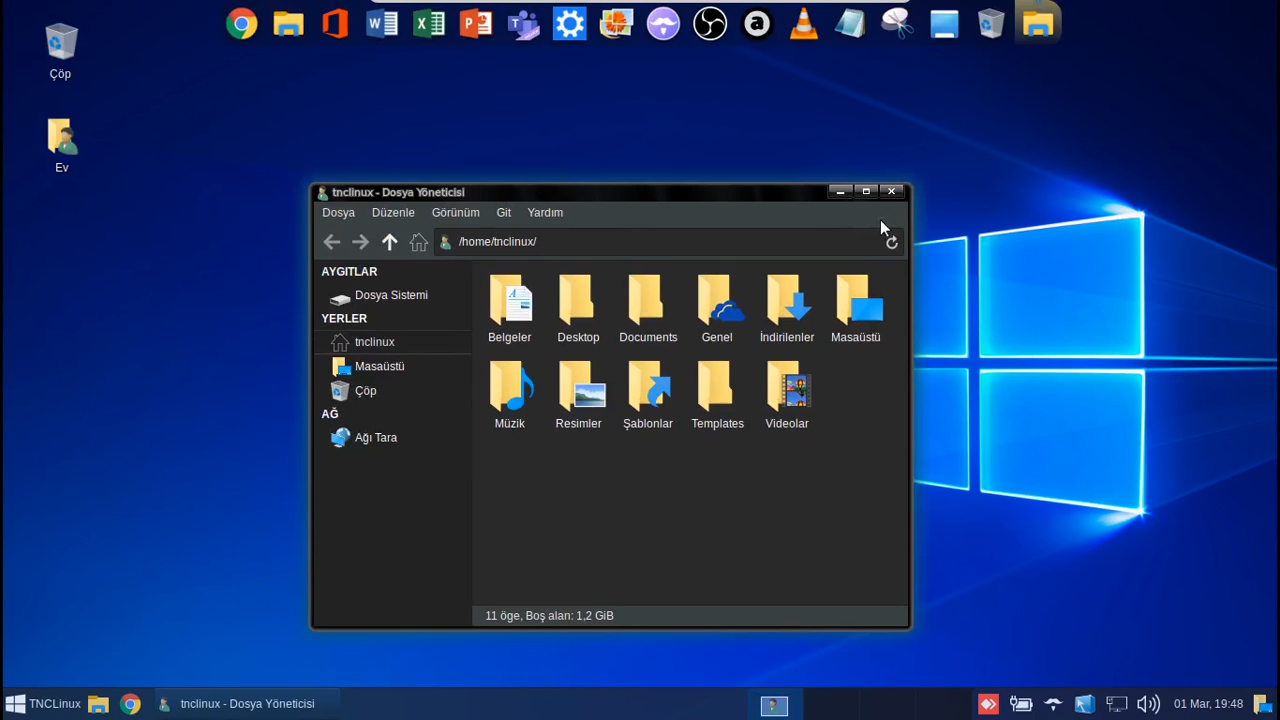 Çöp
Ev
tnclinux - Dosya Yöneticisi
Dosya Düzenle Görünüm Git Yardım
/home/tnclinux/
AYGITLAR
Dosya Sistemi
YERLER
tnclinux
Masaüstü
Çöp
AĞ
Ağı Tara
Belgeler Desktop Documents Genel İndirilenler Masaüstü
Müzik Resimler Şablonlar Templates Videolar
11 öge, Boş alan: 1,2 GiB
TNCLinux tnclinux - Dosya Yöneticisi 01 Mar, 19:48